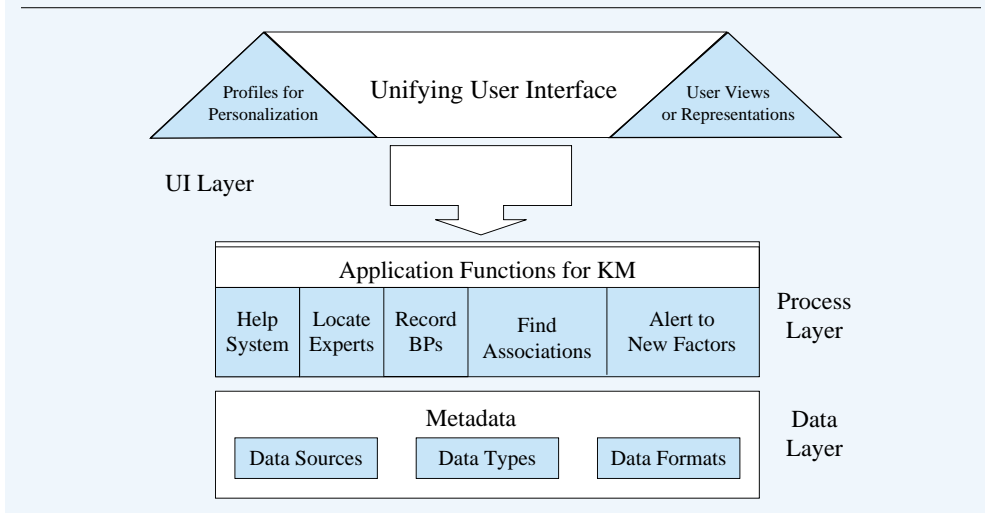 Unifying User Interface
Profiles for
Personalization
User Views
or Representations
UI Layer
Application Functions for KM
Help
System
Locate
Experts
Record
BPs
Find
Associations
Alert to
New Factors
Process
Layer
Metadata
Data Sources
Data Types
Data Formats
Data
Layer